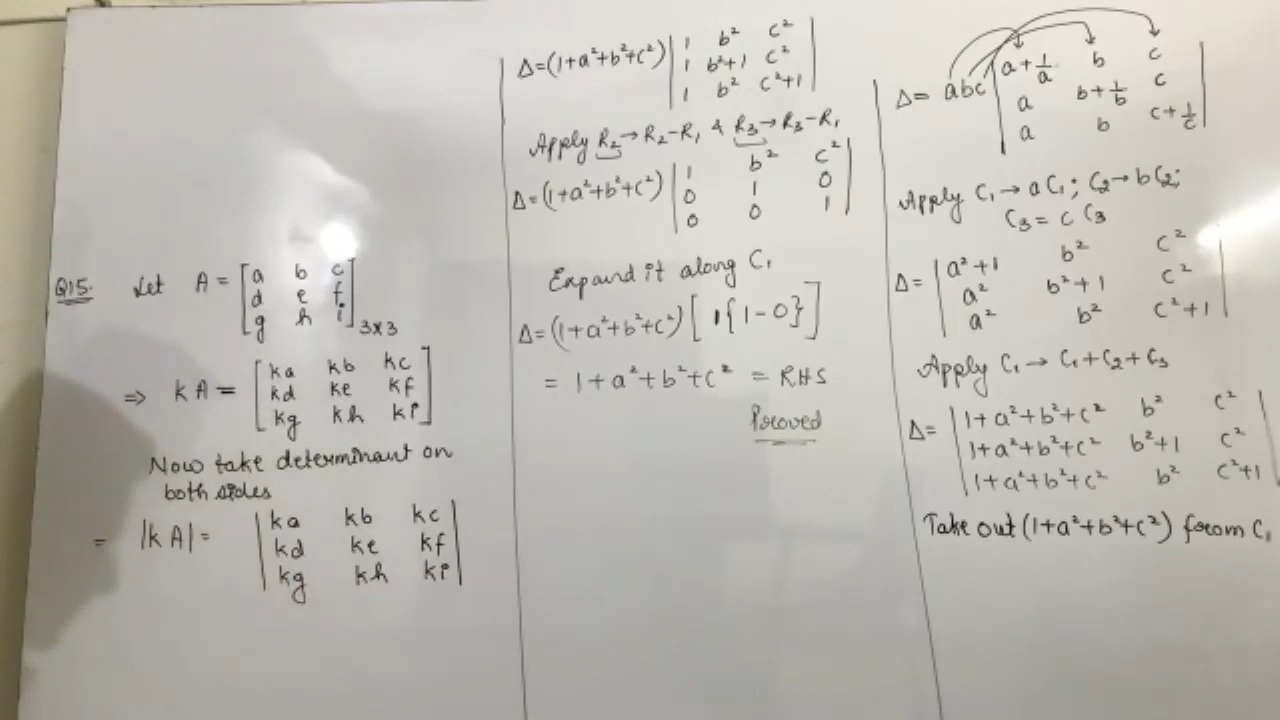 Q15. Let A = [a b c
d e f
g h i]3×3
⇒ kA = [ka kb kc
kd ke kf
kg kh ki]
Now take determinant on
both sides
= |kA| = |ka kb kc
kd ke kf
kg kh ki|
Δ=(1+a²+b²+c²) |1 b² c²
1 b²+1 c²
1 b² c²+1|
Apply R₂→R₂-R₁ & R₃→R₃-R₁
Δ=(1+a²+b²+c²) |1 b² c²
0 1 0
0 0 1|
Expand it along C₁
Δ=(1+a²+b²+c²) [1{1-0}]
= 1+a²+b²+c² = RHS
Proved
Δ= abc |a+1/a b c
a b+1/b c
a b c+1/c|
Apply C₁→aC₁; C₂→bC₂;
C₃= cC₃
Δ= |a²+1 b² c²
a² b²+1 c²
a² b² c²+1|
Apply C₁→ C₁+C₂+C₃
Δ= |1+a²+b²+c² b² c²
1+a²+b²+c² b²+1 c²
1+a²+b²+c² b² c²+1|
Take out (1+a²+b²+c²) from C₁